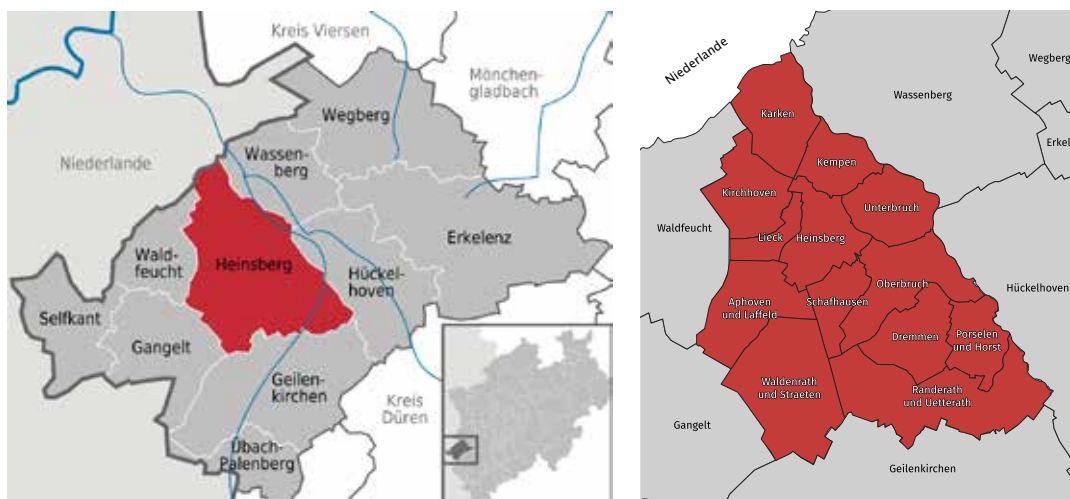 Kreis Viersen
Mönchen-
gladbach
Wegberg
Niederlande
Wassen-
berg
Erkelenz
Wald-
feucht
Heinsberg
Hückel-
hoven
Selfkant
Gangelt
Geilen-
kirchen
Kreis
Düren
Übach-
Palenberg
Niederlande
Wegberg
Wassenberg
Karken
Erkel
Kempen
Kirchhoven
Unterbruch
Waldfeucht
Lieck
Heinsberg
Oberbruch
Hückelhoven
Aphoven
und Laffeld
Schafhausen
Dremmen
Porselen
und Horst
Waldenrath
und Straeten
Randerath
und Uetterath
Gangelt
Geilenkirchen